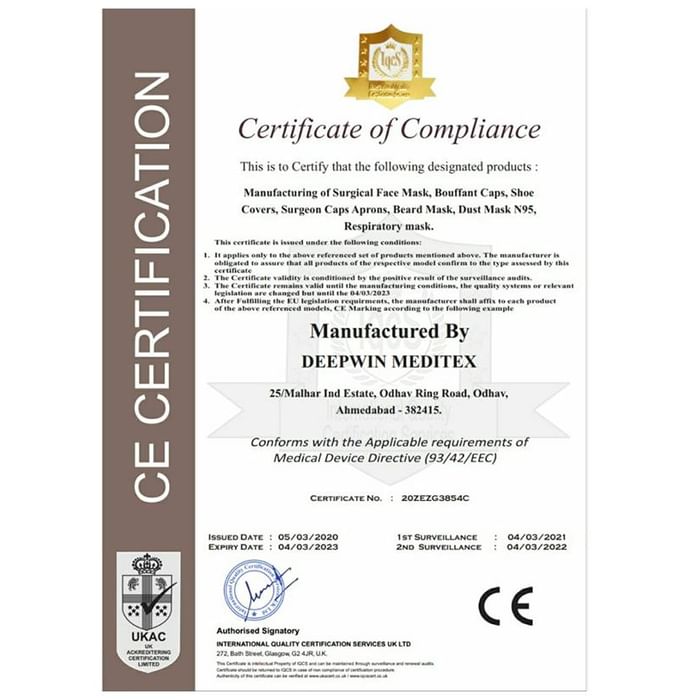 CE CERTIFICATION
IqcS
Certificate of Compliance
This is to Certify that the following designated products :
Manufacturing of Surgical Face Mask, Bouffant Caps, Shoe
Covers, Surgeon Caps Aprons, Beard Mask, Dust Mask N95,
Respiratory mask.
This certificate is issued under the following conditions:
1. It applies only to the above referenced set of products mentioned above. The manufacturer is
obligated to assure that all products of the respective model confirm to the type assessed by this
certificate
2. The Certificate validity is conditioned by the positive result of the surveillance audits.
3. The Certificate remains valid until the manufacturing conditions, the quality systems or relevant
legislation are changed but until the 04/03/2023
4. After Fulfilling the EU legislation requirments, the manufacturer shall affix to each product
of the above referenced models, CE Marking according to the following example
Manufactured By
DEEPWIN MEDITEX
25/Malhar Ind Estate, Odhav Ring Road, Odhav,
Ahmedabad - 382415.
Conforms with the Applicable requirements of
Medical Device Directive (93/42/EEC)
CERTIFICATE NO. : 20ZEZG3854C
ISSUED DATE : 05/03/2020
EXPIRY DATE : 04/03/2023
1ST SURVEILLANCE : 04/03/2021
2ND SURVEILLANCE : 04/03/2022
CE
Authorised Signatory
INTERNATIONAL QUALITY CERTIFICATION SERVICES UK LTD
272, Bath Street, Glasgow, G2 4JR, U.K.
This Certificate is intellectual Property of IQCS and can be maintained through surveillance and renewal audits.
Certificate should be returned to IQCS in case of non compliance of certification procedure.
Authenticity of this certificate can be verified at www.ukacert.co.uk / www.iqcscert.co.uk
UKAC
UK
ACKREDITERING
CERTIFICATION
LIMITED